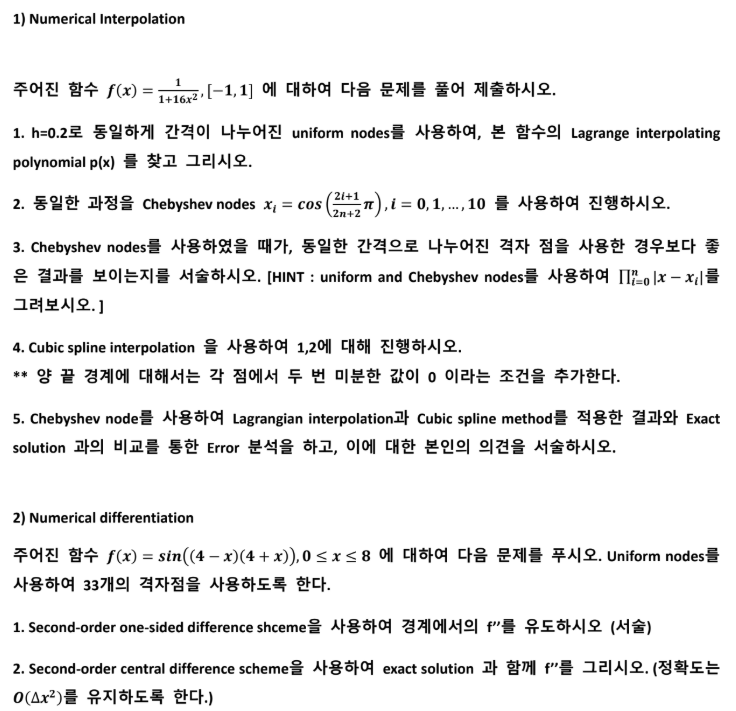 1) Numerical Interpolation
주어진 함수 f(x) = 1/(1+16x²), [−1, 1] 에 대하여 다음 문제를 풀어 제출하시오.
1. h=0.2로 동일하게 간격이 나누어진 uniform nodes를 사용하여, 본 함수의 Lagrange interpolating
polynomial p(x) 를 찾고 그리시오.
2. 동일한 과정을 Chebyshev nodes xᵢ = cos((2i+1)/(2n+2) π), i = 0, 1, ..., 10 를 사용하여 진행하시오.
3. Chebyshev nodes를 사용하였을 때가, 동일한 간격으로 나누어진 격자 점을 사용한 경우보다 좋
은 결과를 보이는지를 서술하시오. [HINT : uniform and Chebyshev nodes를 사용하여 ∏ⁿᵢ₌₀|x − xᵢ|를
그려보시오. ]
4. Cubic spline interpolation 을 사용하여 1,2에 대해 진행하시오.
** 양 끝 경계에 대해서는 각 점에서 두 번 미분한 값이 0 이라는 조건을 추가한다.
5. Chebyshev node를 사용하여 Lagrangian interpolation과 Cubic spline method를 적용한 결과와 Exact
solution 과의 비교를 통한 Error 분석을 하고, 이에 대한 본인의 의견을 서술하시오.
2) Numerical differentiation
주어진 함수 f(x) = sin((4 − x)(4 + x)), 0 ≤ x ≤ 8 에 대하여 다음 문제를 푸시오. Uniform nodes를
사용하여 33개의 격자점을 사용하도록 한다.
1. Second-order one-sided difference shceme을 사용하여 경계에서의 f″를 유도하시오 (서술)
2. Second-order central difference scheme을 사용하여 exact solution 과 함께 f″를 그리시오. (정확도는
O(Δx²)를 유지하도록 한다.)